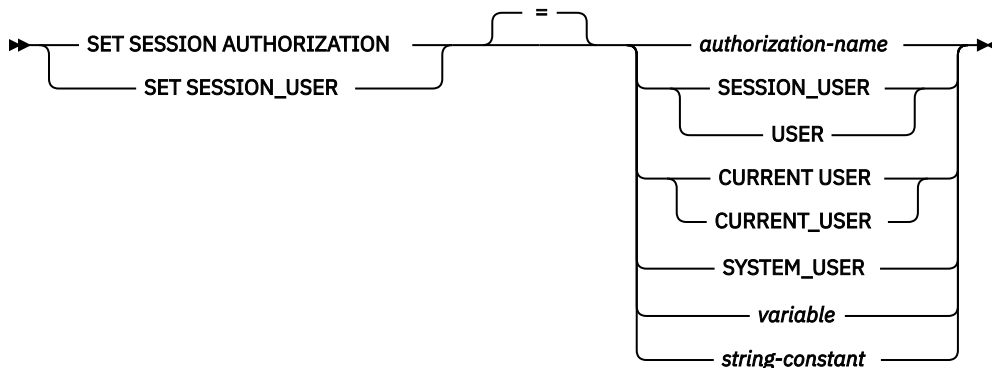 =
SET SESSION AUTHORIZATION authorization-name
SET SESSION_USER SESSION_USER
USER
CURRENT USER
CURRENT_USER
SYSTEM_USER
variable
string-constant